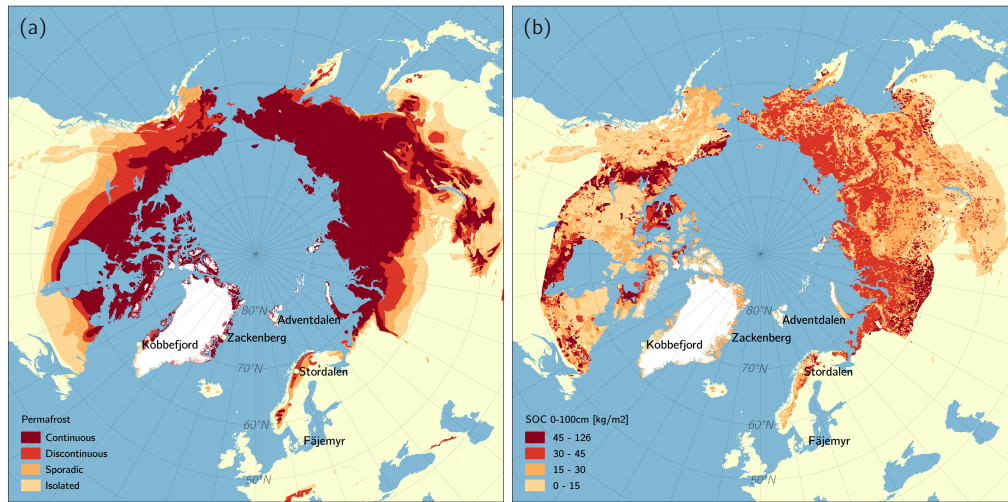 (a)
80°N
Adventdalen
Zackenberg
Kobbefjord
70°N
Stordalen
60°N
Fäjemyr
50°N
Permafrost
Continuous
Discontinuous
Sporadic
Isolated
(b)
80°N
Adventdalen
Zackenberg
Kobbefjord
70°N
Stordalen
60°N
Fäjemyr
50°N
SOC 0-100cm [kg/m2]
45 - 126
30 - 45
15 - 30
0 - 15